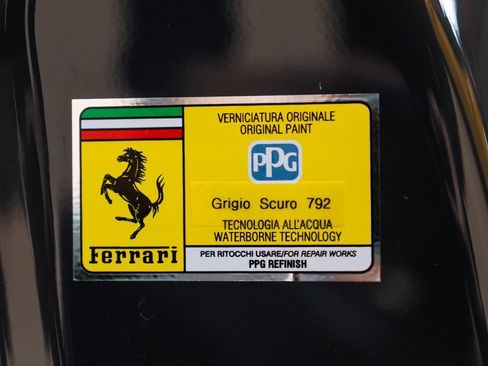 VERNICIATURA ORIGINALE
ORIGINAL PAINT
PPG
Grigio Scuro 792
TECNOLOGIA ALL'ACQUA
WATERBORNE TECHNOLOGY
Ferrari
PER RITOCCHI USARE/FOR REPAIR WORKS
PPG REFINISH